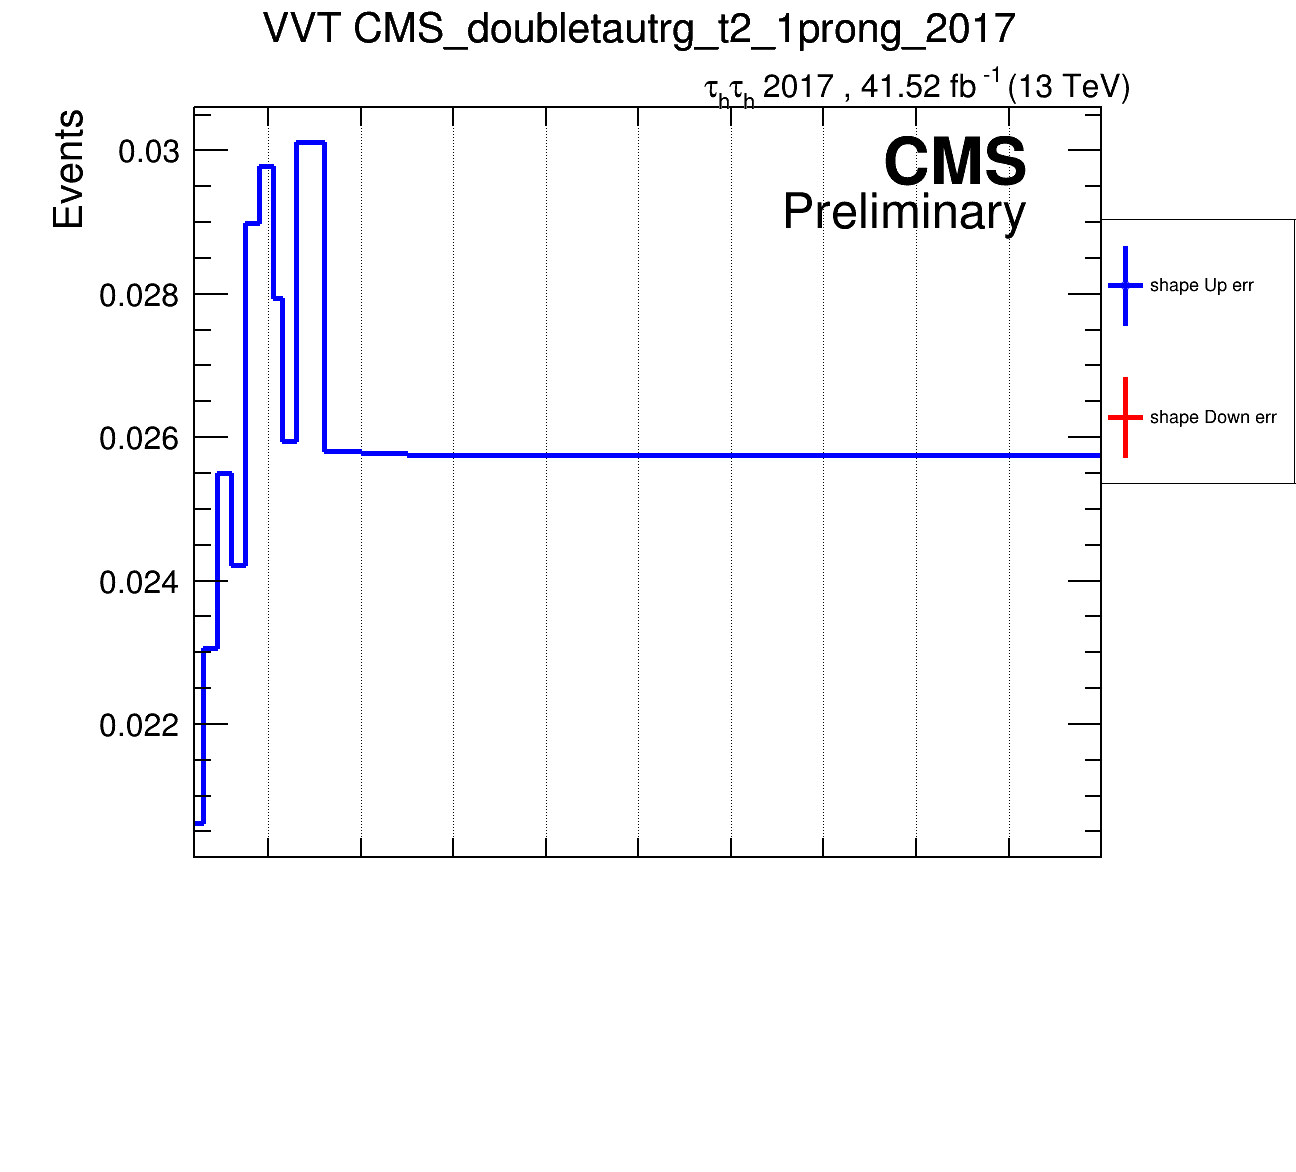 VVT CMS_doubletautrg_t2_1prong_2017
τhτh 2017 , 41.52 fb -1 (13 TeV)
Events
CMS
Preliminary
0.03
0.028
0.026
0.024
0.022
shape Up err
shape Down err